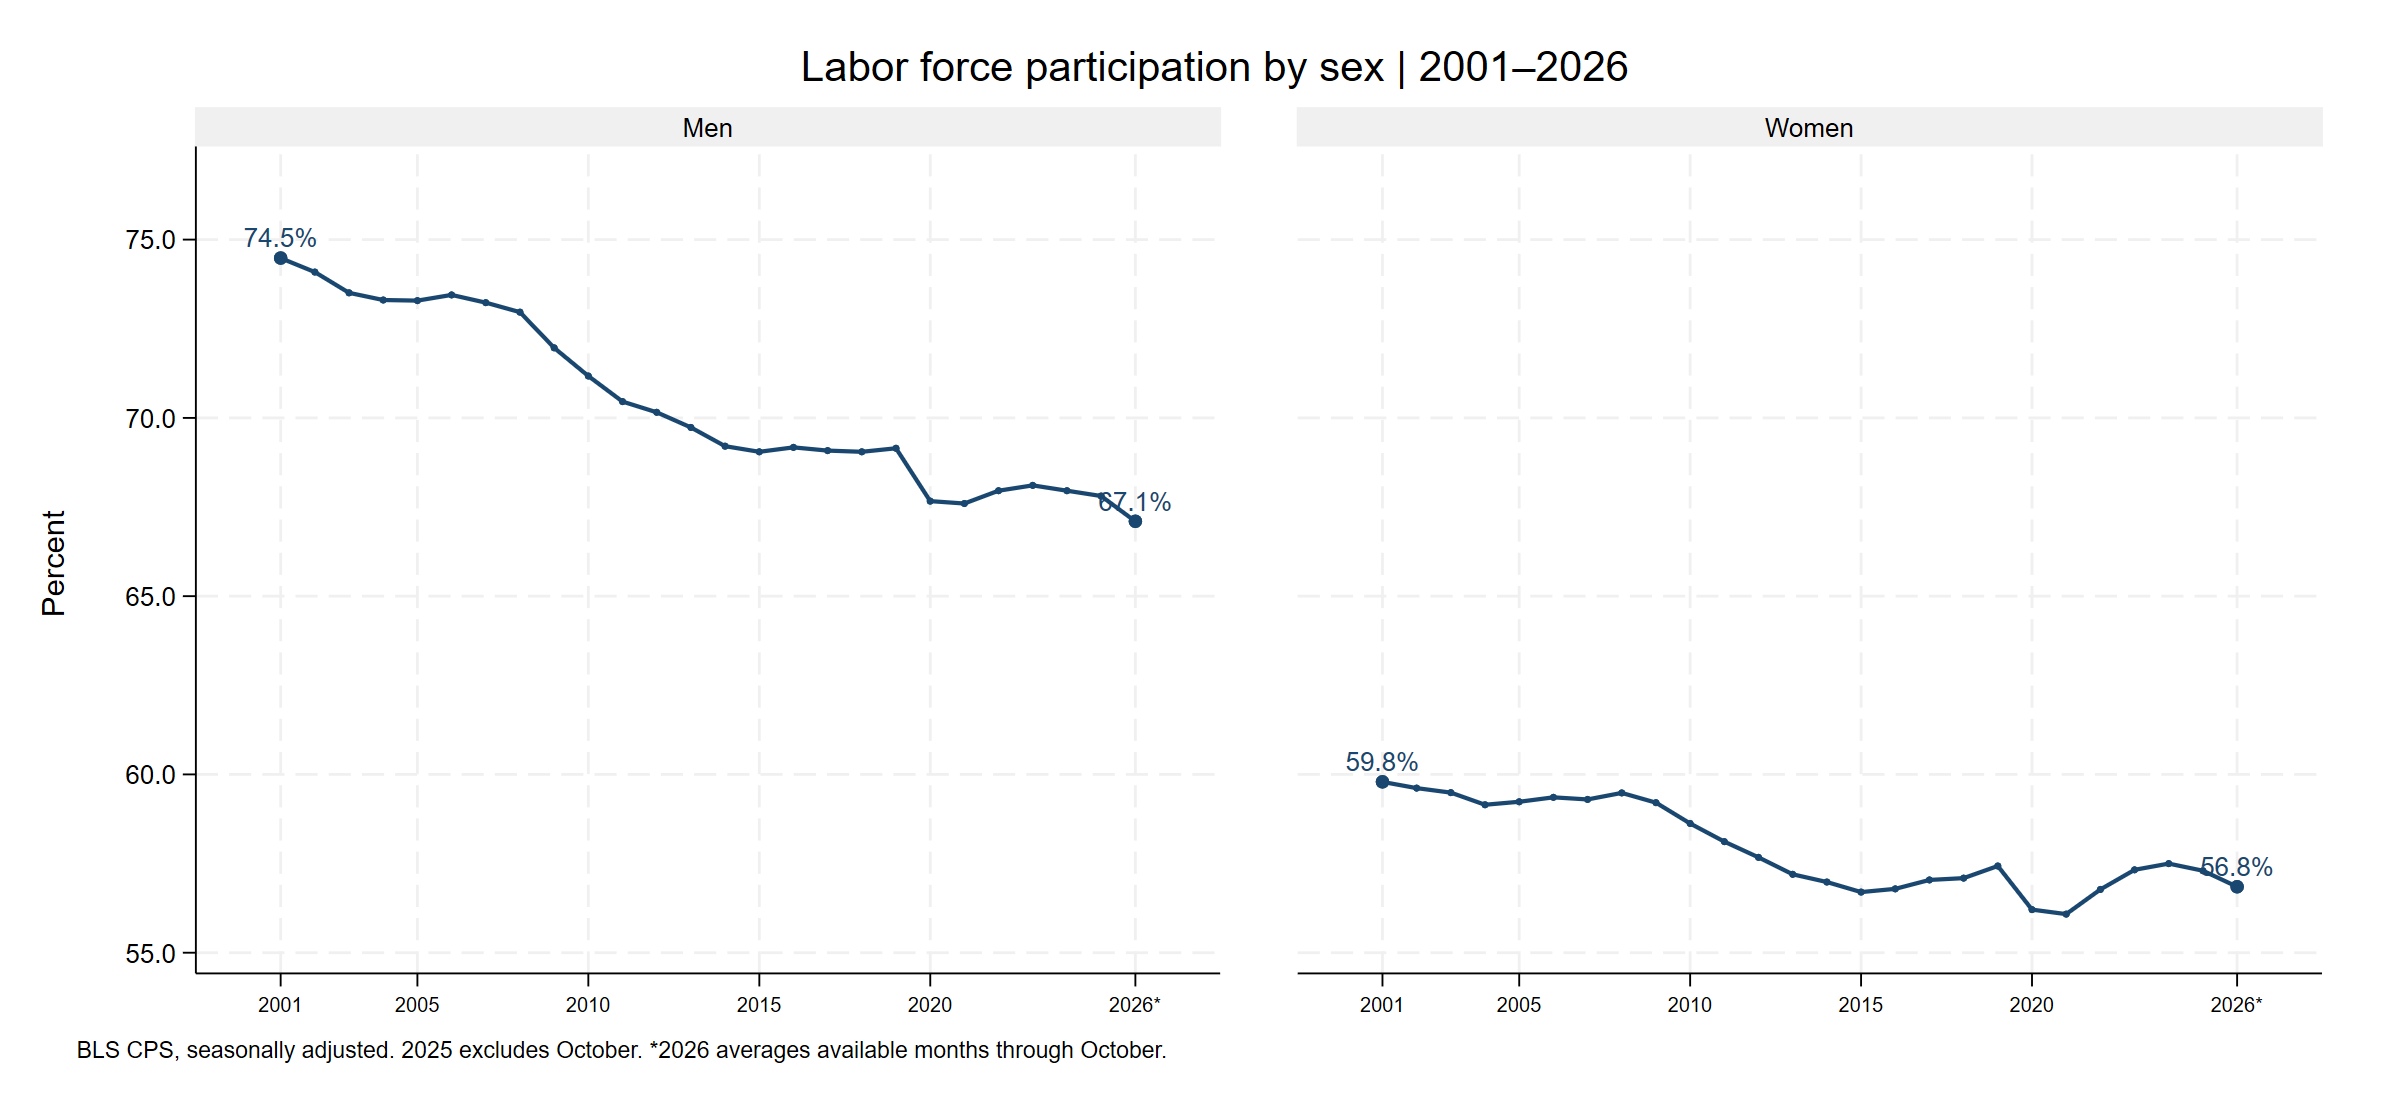 Labor force participation by sex | 2001–2026
Men
Women
Percent
75.0
70.0
65.0
60.0
55.0
74.5%
67.1%
59.8%
56.8%
2001 2005 2010 2015 2020 2026*
2001 2005 2010 2015 2020 2026*
BLS CPS, seasonally adjusted. 2025 excludes October. *2026 averages available months through October.